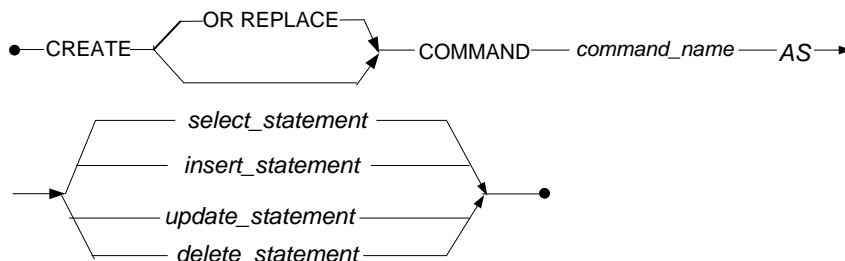 OR REPLACE
CREATE COMMAND command_name AS
select_statement
insert_statement
update_statement
delete_statement